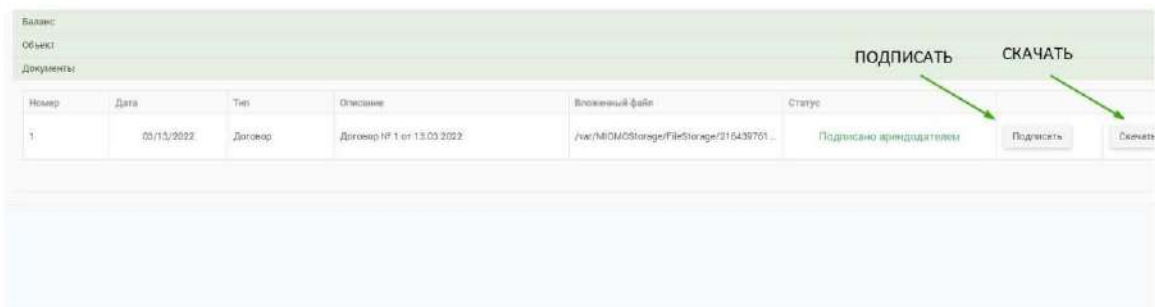 Баланс
Объект
Документы
ПОДПИСАТЬ
СКАЧАТЬ
Номер Дата Тип Описание Вложенный файл Статус
1 03/13/2022 Договор Договор № 1 от 13.03.2022 /var/MIOMOStorage/FileStorage/216439761... Подписано арендодателем Подписать Скачать